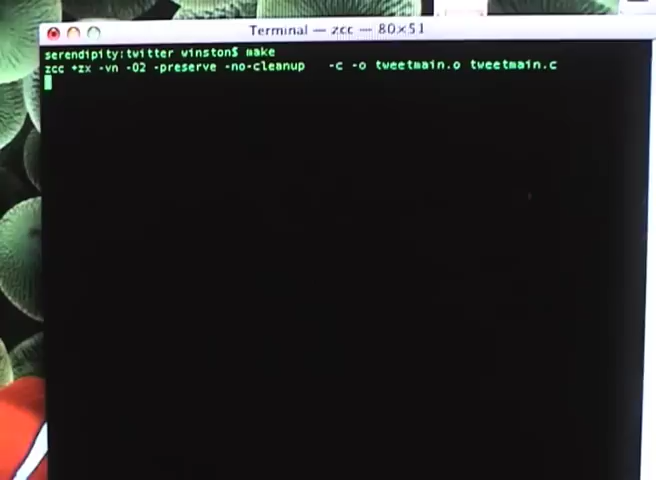 Terminal — zcc — 80×51
serendipity:twitter winston$ make
zcc +zx -vn -O2 -preserve -no-cleanup   -c -o tweetmain.o tweetmain.c